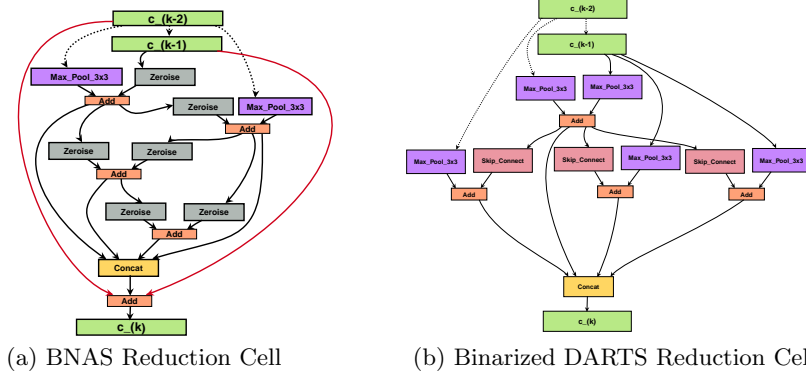 c_(k-2)
c_(k-1)
Max_Pool_3x3
Zeroise
Add
Zeroise
Max_Pool_3x3
Add
Zeroise
Zeroise
Add
Zeroise
Zeroise
Add
Concat
Add
c_(k)
(a) BNAS Reduction Cell
c_(k-2)
c_(k-1)
Max_Pool_3x3
Max_Pool_3x3
Add
Max_Pool_3x3
Skip_Connect
Skip_Connect
Max_Pool_3x3
Skip_Connect
Max_Pool_3x3
Add
Add
Add
Concat
c_(k)
(b) Binarized DARTS Reduction Cel